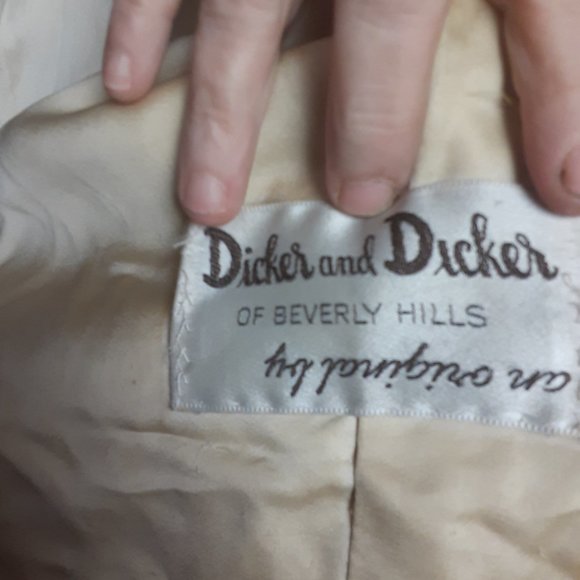 Dicker and Dicker
OF BEVERLY HILLS
an original by